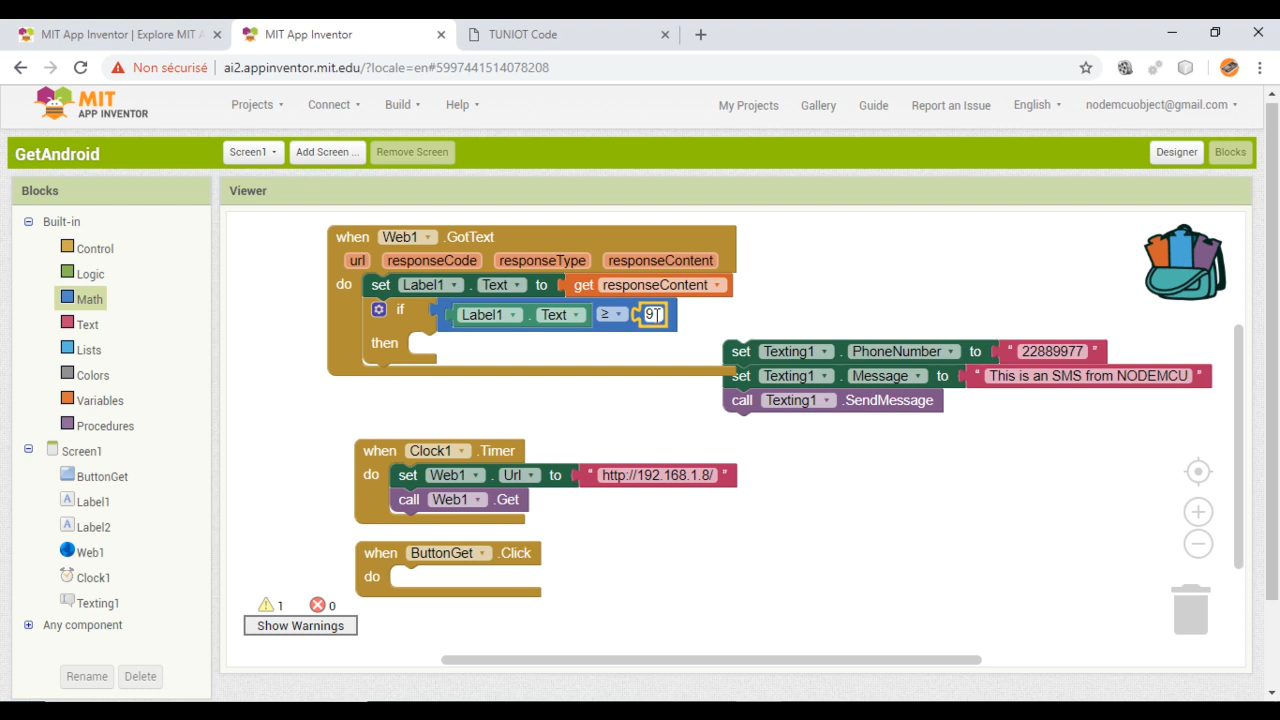 MIT App Inventor | Explore MIT A
MIT App Inventor
TUNIOT Code
Non sécurisé
ai2.appinventor.mit.edu/?locale=en#5997441514078208
MIT
APP INVENTOR
Projects
Connect
Build
Help
My Projects
Gallery
Guide
Report an Issue
English
nodemcuobject@gmail.com
GetAndroid
Screen1
Add Screen ...
Remove Screen
Designer
Blocks
Blocks
Built-in
Control
Logic
Math
Text
Lists
Colors
Variables
Procedures
Screen1
ButtonGet
Label1
Label2
Web1
Clock1
Texting1
Any component
Rename
Delete
Viewer
when Web1 .GotText
url responseCode responseType responseContent
do set Label1 . Text to get responseContent
if Label1 . Text ≥ 9
then
set Texting1 . PhoneNumber to " 22889977 "
set Texting1 . Message to " This is an SMS from NODEMCU "
call Texting1 .SendMessage
when Clock1 .Timer
do set Web1 . Url to " http://192.168.1.8/ "
call Web1 .Get
when ButtonGet .Click
do
1 0
Show Warnings